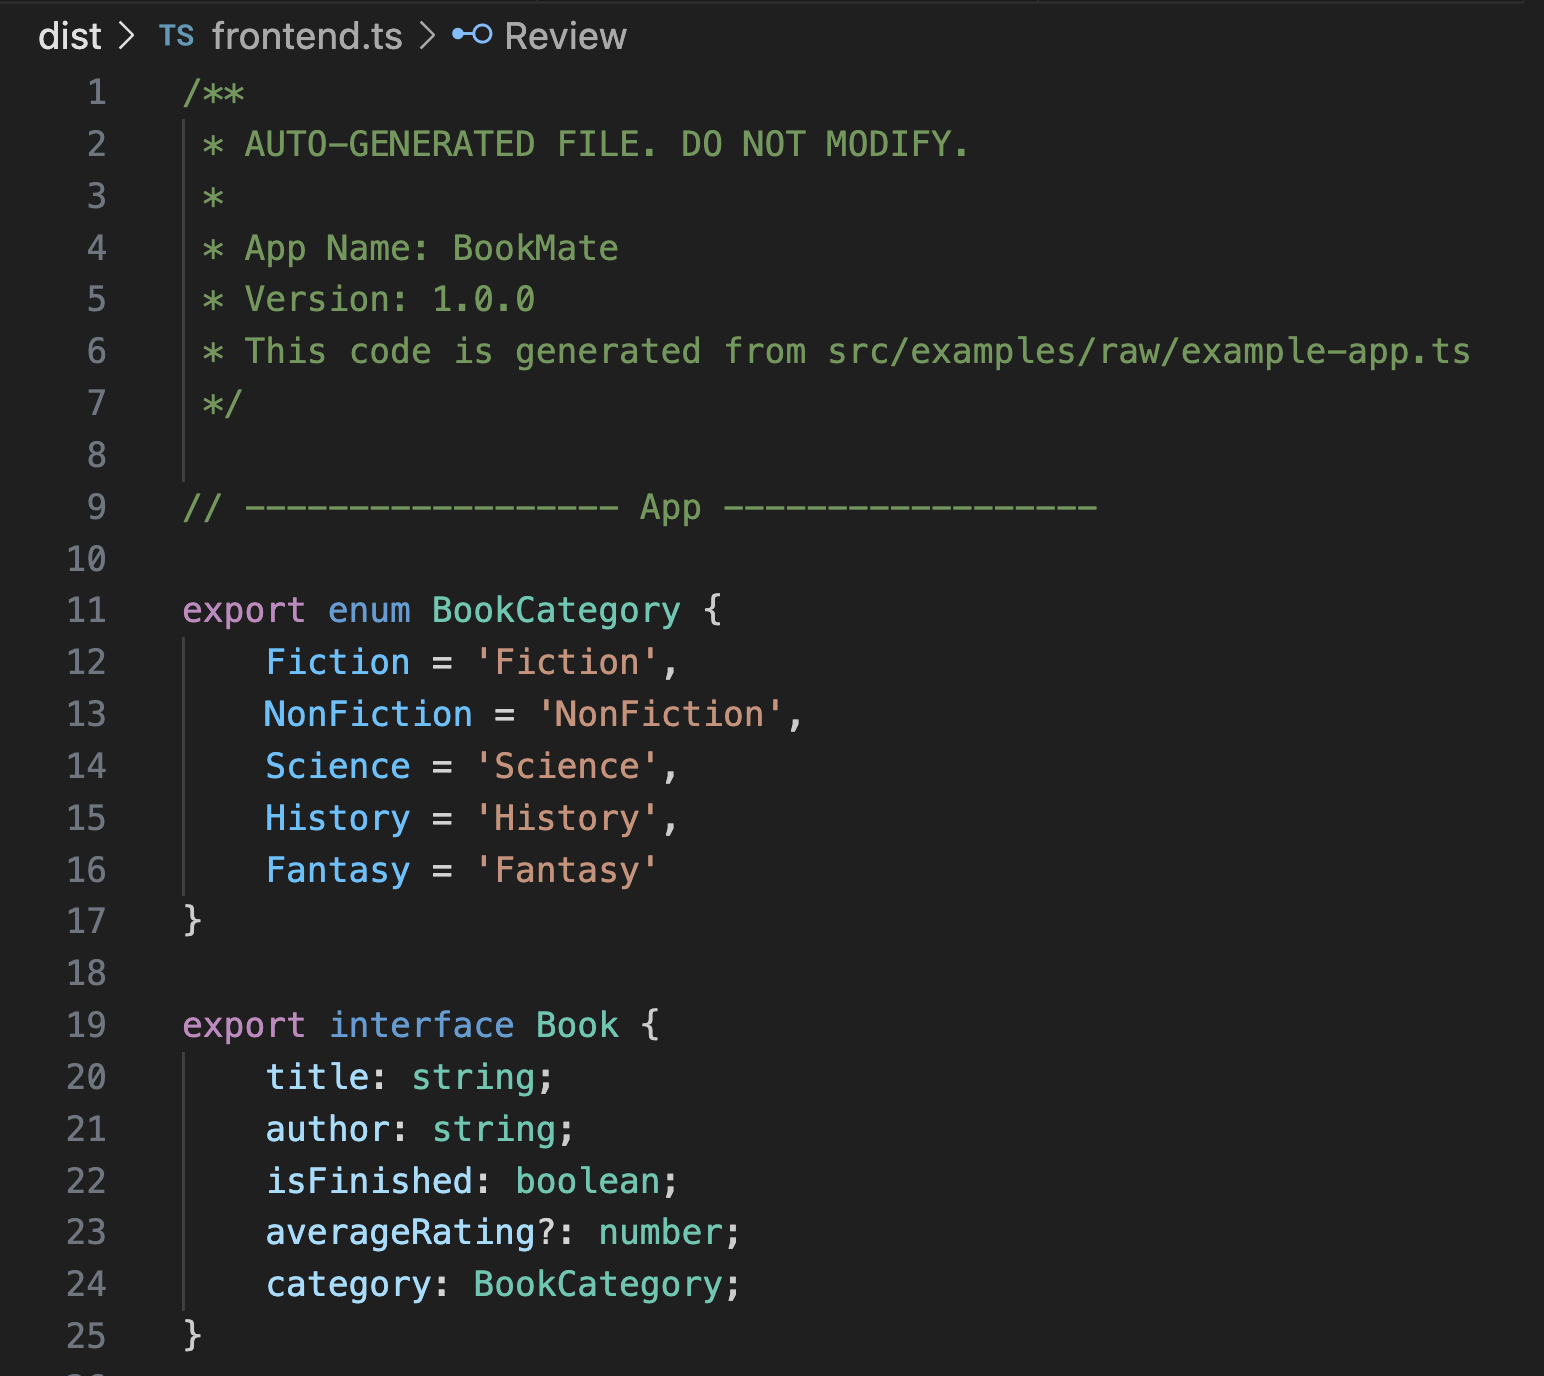 dist > TS frontend.ts > Review
1 /**
2  * AUTO-GENERATED FILE. DO NOT MODIFY.
3  *
4  * App Name: BookMate
5  * Version: 1.0.0
6  * This code is generated from src/examples/raw/example-app.ts
7  */
8
9 // ------------------ App ------------------
10
11 export enum BookCategory {
12     Fiction = 'Fiction',
13     NonFiction = 'NonFiction',
14     Science = 'Science',
15     History = 'History',
16     Fantasy = 'Fantasy'
17 }
18
19 export interface Book {
20     title: string;
21     author: string;
22     isFinished: boolean;
23     averageRating?: number;
24     category: BookCategory;
25 }